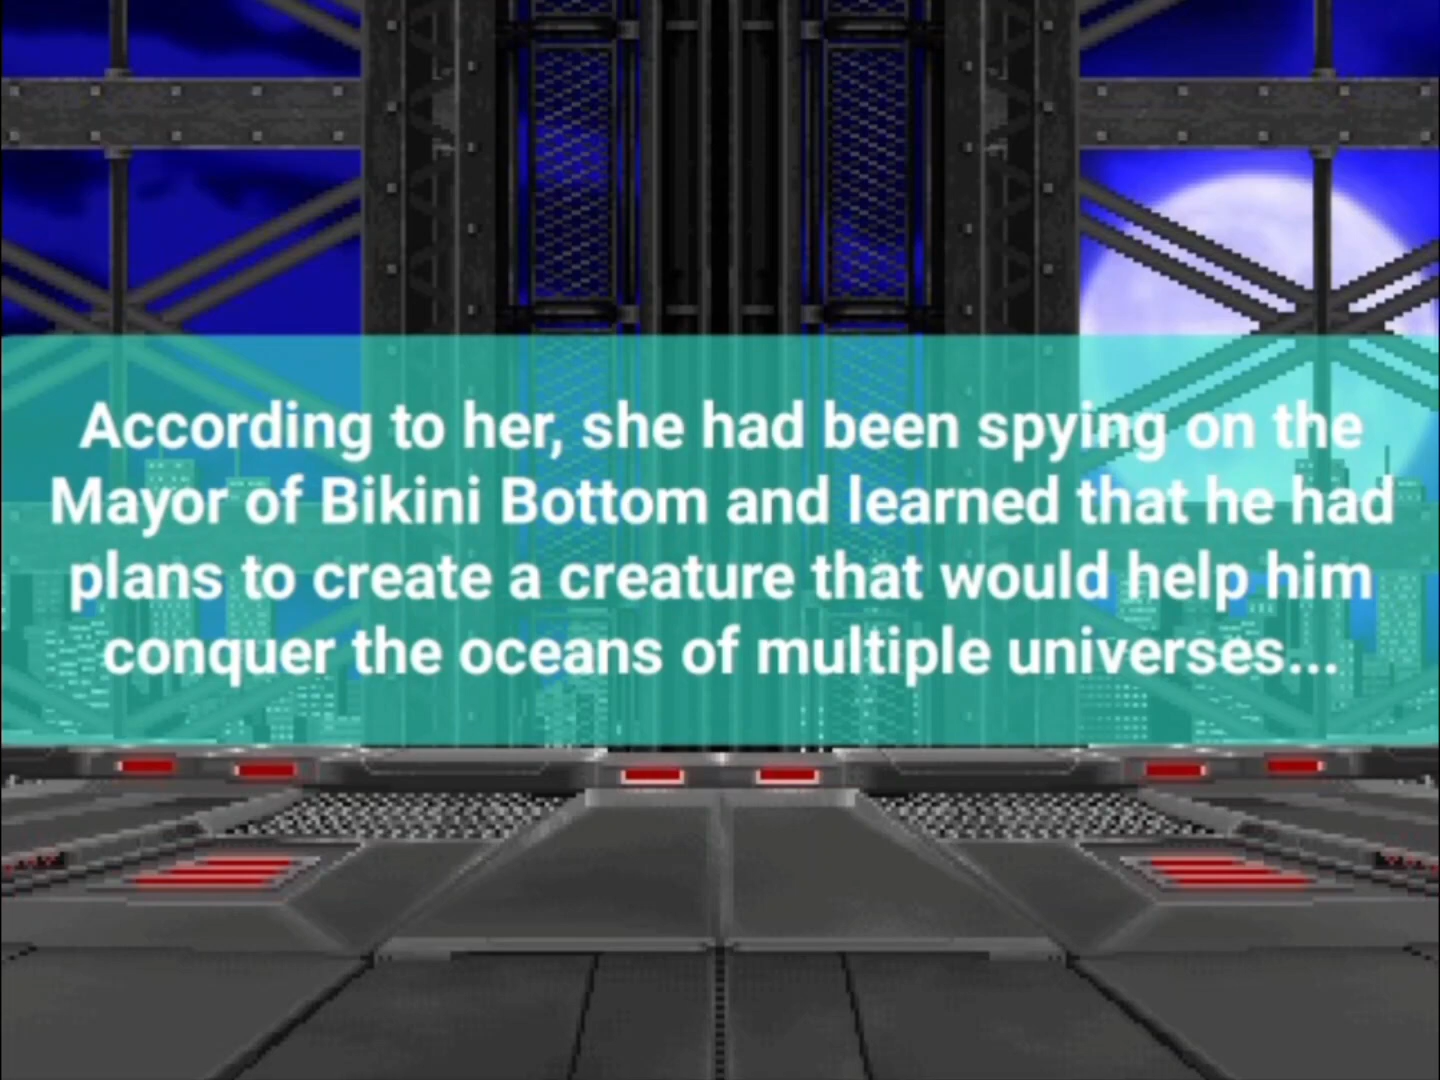 According to her, she had been spying on the
Mayor of Bikini Bottom and learned that he had
plans to create a creature that would help him
conquer the oceans of multiple universes...